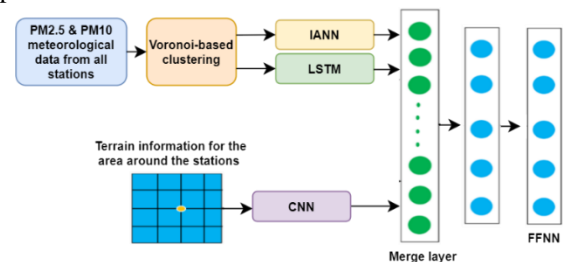 PM2.5 & PM10
meteorological
data from all
stations
Voronoi-based
clustering
IANN
LSTM
Terrain information for the
area around the stations
CNN
Merge layer
FFNN